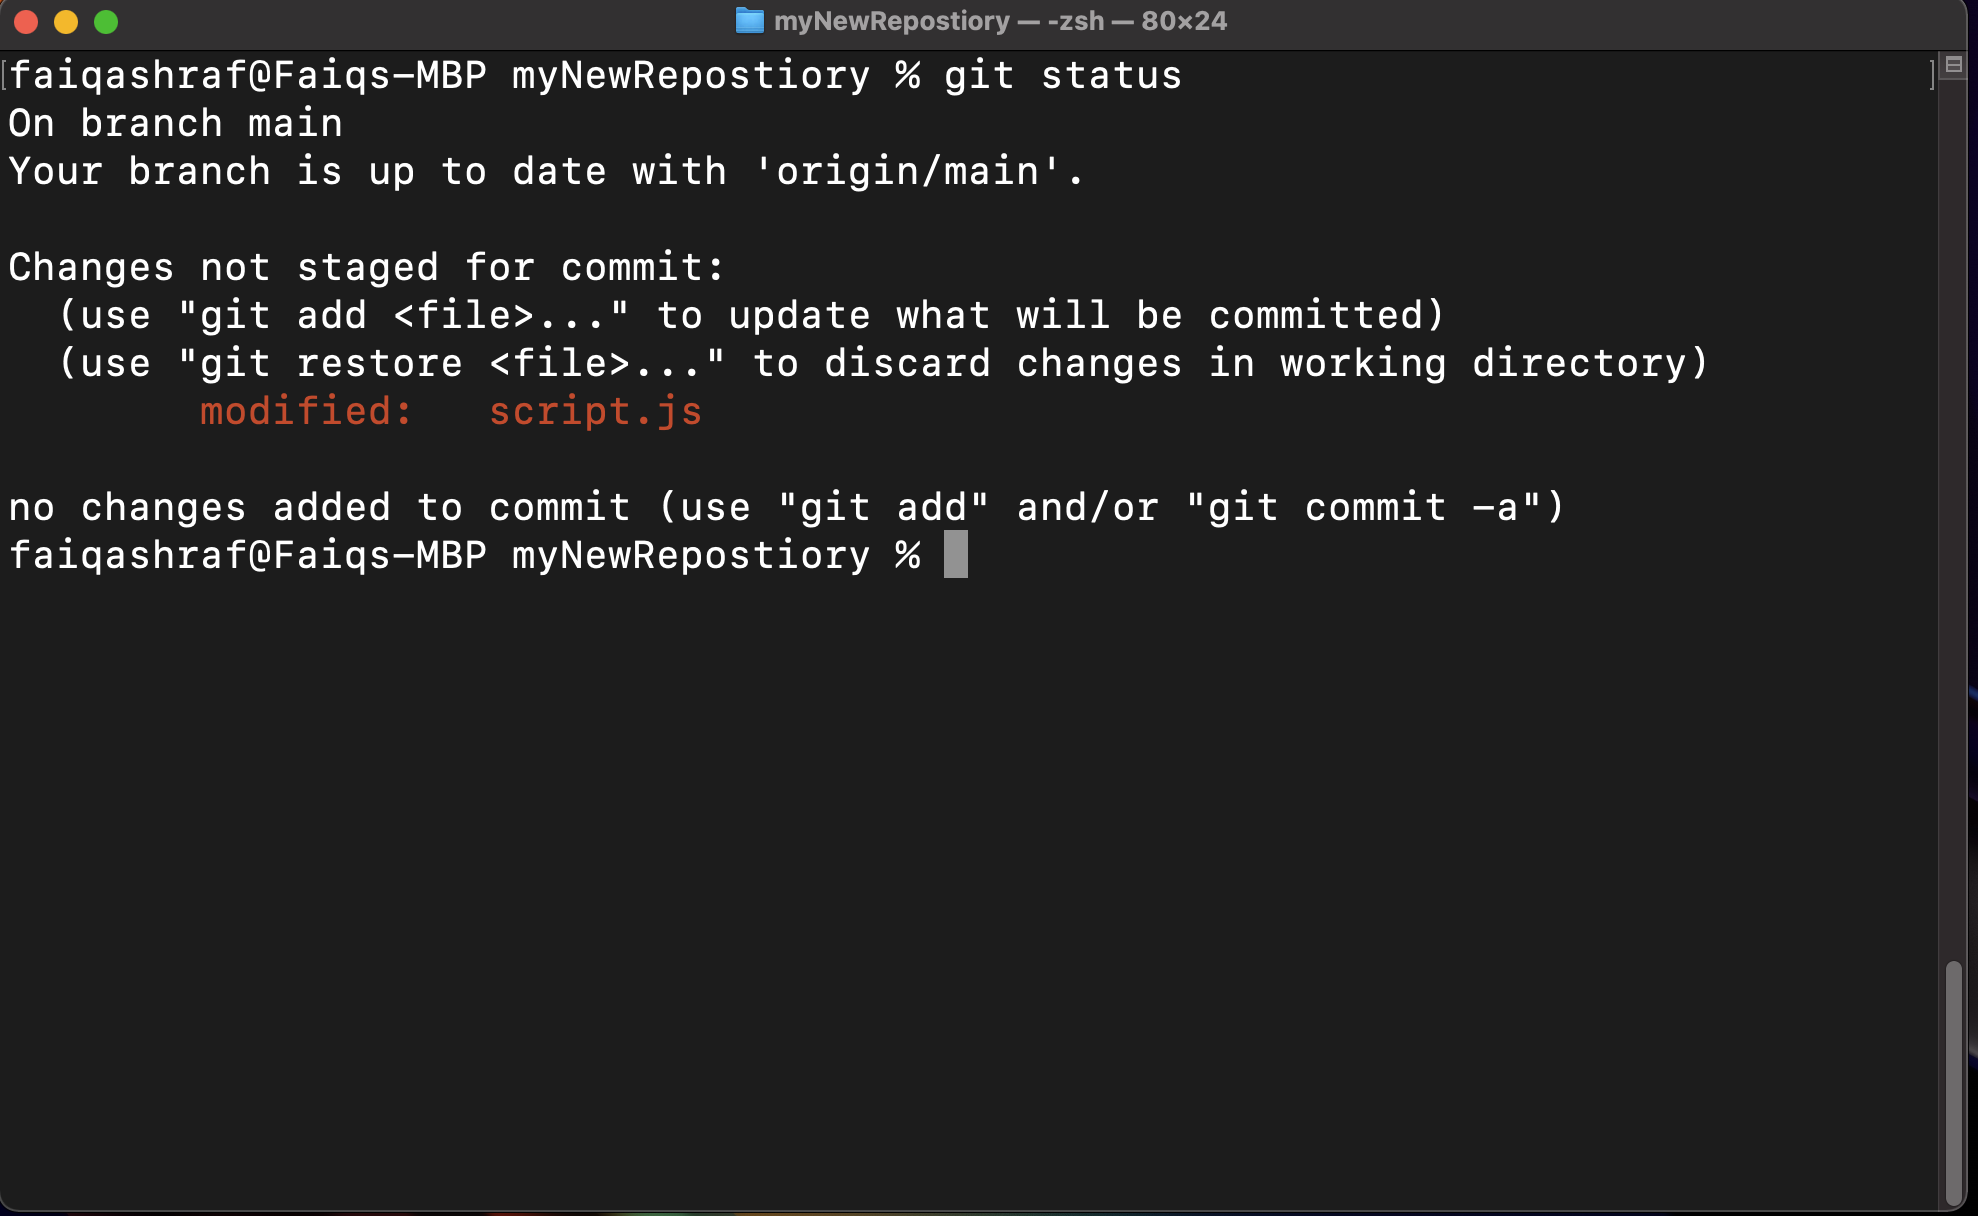 myNewRepostiory — -zsh — 80×24
faiqashraf@Faiqs-MBP myNewRepostiory % git status
On branch main
Your branch is up to date with 'origin/main'.
Changes not staged for commit:
  (use "git add <file>..." to update what will be committed)
  (use "git restore <file>..." to discard changes in working directory)
        modified:   script.js
no changes added to commit (use "git add" and/or "git commit -a")
faiqashraf@Faiqs-MBP myNewRepostiory %